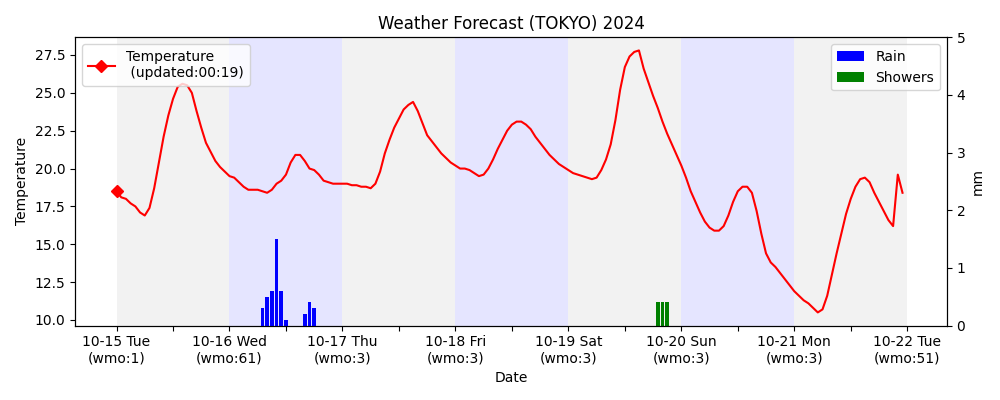 Weather Forecast (TOKYO) 2024
Temperature
(updated:00:19)
Rain
Showers
27.5
25.0
22.5
20.0
17.5
15.0
12.5
10.0
Temperature
5
4
3
2
1
0
mm
10-15 Tue 10-16 Wed 10-17 Thu 10-18 Fri 10-19 Sat 10-20 Sun 10-21 Mon 10-22 Tue
(wmo:1) (wmo:61) (wmo:3) (wmo:3) (wmo:3) (wmo:3) (wmo:3) (wmo:51)
Date